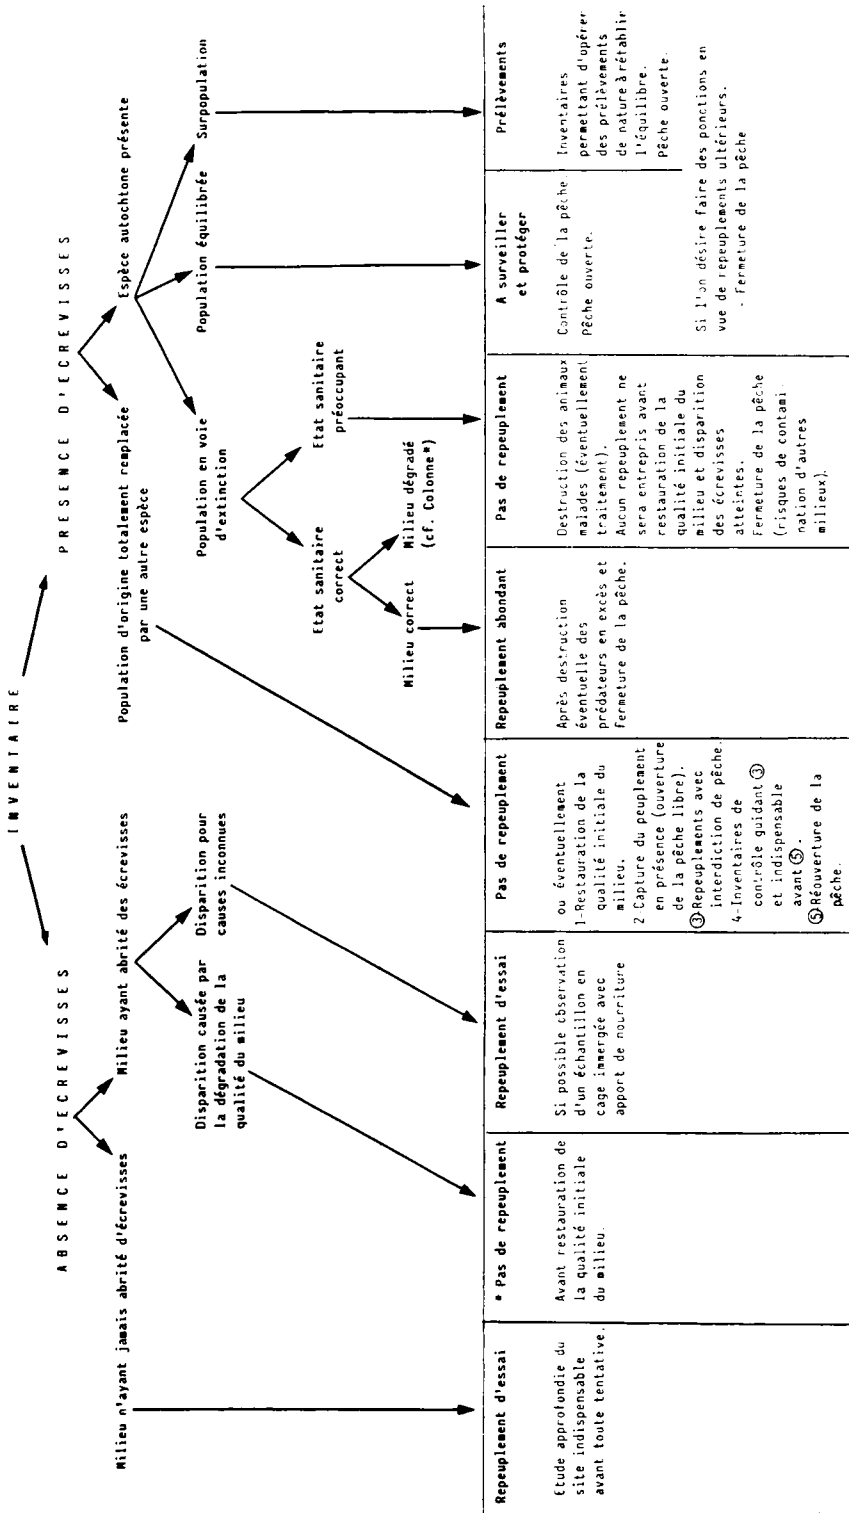 I N V E N T A I R E
A B S E N C E  D ' E C R E V I S S E S
P R E S E N C E  D ' E C R E V I S S E S
Milieu n'ayant jamais abrité d'écrevisses
Milieu ayant abrité des écrevisses
Population d'origine totalement remplacée
par une autre espèce
Espèce autochtone présente
Disparition causée par
la dégradation de la
qualité du milieu
Disparition pour
causes inconnues
Population en voie
d'extinction
Population équilibrée
Surpopulation
Etat sanitaire
correct
Etat sanitaire
préoccupant
Milieu correct
Milieu dégradé
(cf. Colonne*)
Repeuplement d'essai
Etude approfondie du
site indispensable
avant toute tentative.
* Pas de repeuplement
Avant restauration de
la qualité initiale
du milieu.
Repeuplement d'essai
Si possible observation
d'un échantillon en
cage immergée avec
apport de nourriture
Pas de repeuplement
ou éventuellement
1-Restauration de la
qualité initiale du
milieu.
2-Capture du peuplement
en présence (ouverture
de la pêche libre).
③-Repeuplements avec
interdiction de pêche.
4-Inventaires de
contrôle guidant ③
et indispensable
avant ⑤.
⑤-Réouverture de la
pêche.
Repeuplement abondant
Après destruction
éventuelle des
prédateurs en excès et
fermeture de la pêche.
Pas de repeuplement
Destruction des animaux
malades (éventuellement
traitement).
Aucun repeuplement ne
sera entrepris avant
restauration de la
qualité initiale du
milieu et disparition
des écrevisses
atteintes.
Fermeture de la pêche
(risques de contami-
nation d'autres
milieux).
A surveiller
et protéger
Contrôle de la pêche.
Pêche ouverte.
Prélèvements
Inventaires
permettant d'opérer
des prélèvements
de nature à rétablir
l'équilibre.
Pêche ouverte.
Si l'on désire faire des ponctions en
vue de repeuplements ultérieurs.
- Fermeture de la pêche